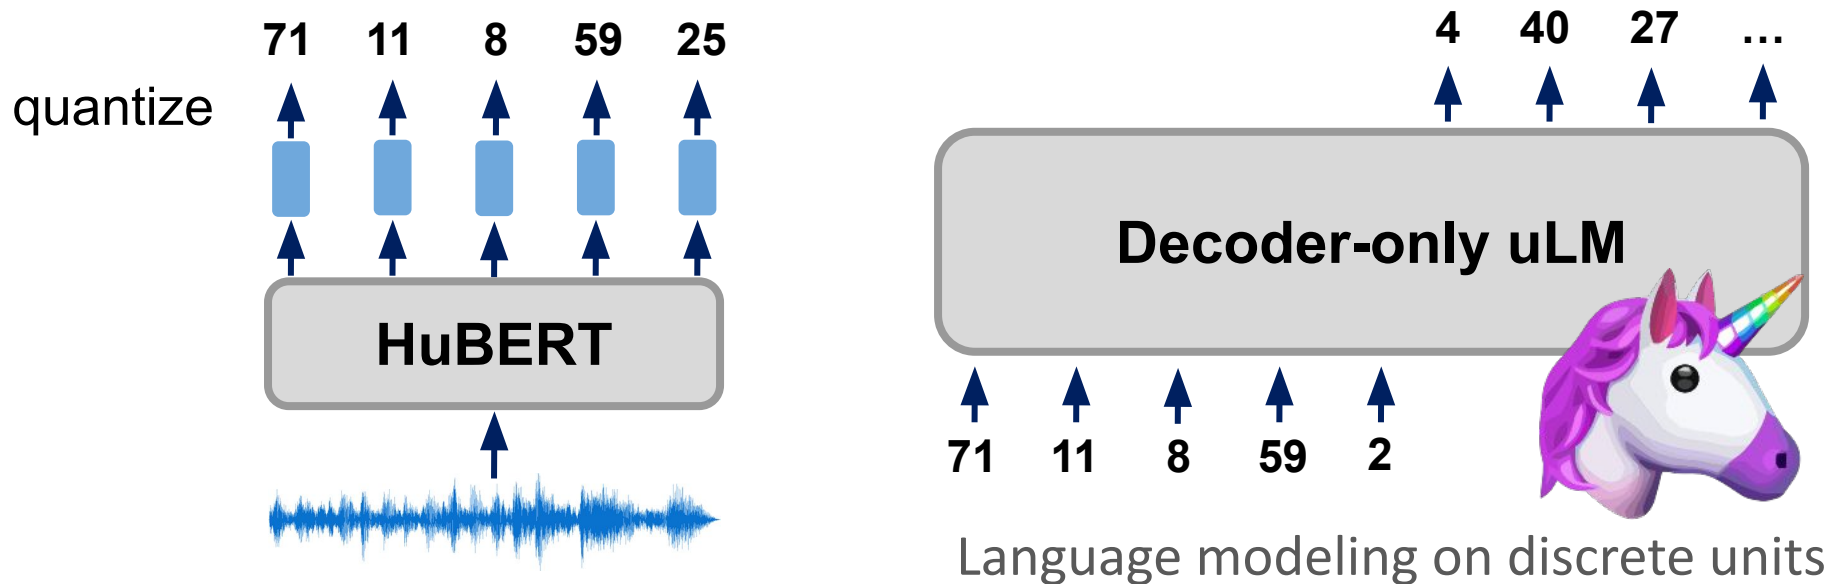 71 11 8 59 25
quantize
HuBERT
4 40 27 ...
Decoder-only uLM
71 11 8 59 2
Language modeling on discrete units